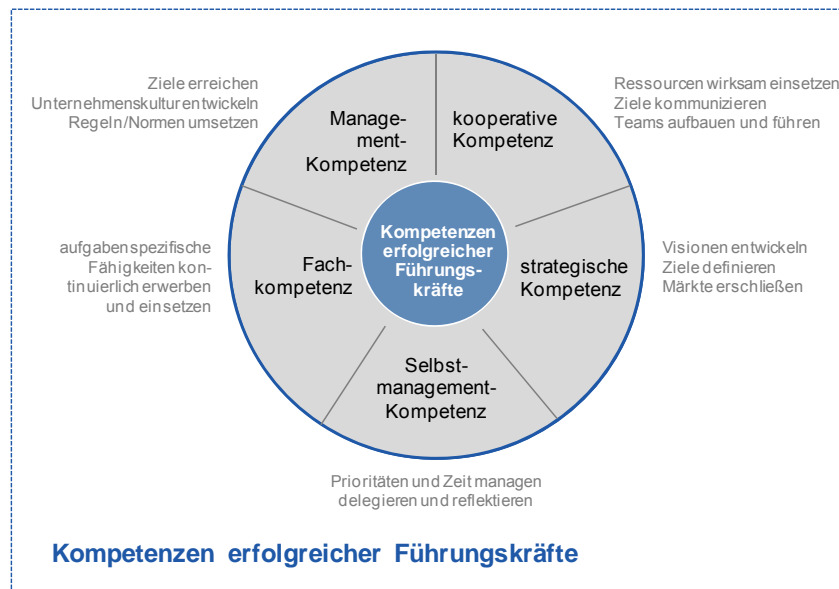 Ziele erreichen
Unternehmenskultur entwickeln
Regeln/Normen umsetzen
Ressourcen wirksam einsetzen
Ziele kommunizieren
Teams aufbauen und führen
Manage-
ment-
Kompetenz
kooperative
Kompetenz
Kompetenzen
erfolgreicher
Führungs-
kräfte
aufgabenspezifische
Fähigkeiten kon-
tinuierlich erwerben
und einsetzen
Fach-
kompetenz
strategische
Kompetenz
Visionen entwickeln
Ziele definieren
Märkte erschließen
Selbst-
management-
Kompetenz
Prioritäten und Zeit managen
delegieren und reflektieren
Kompetenzen erfolgreicher Führungskräfte